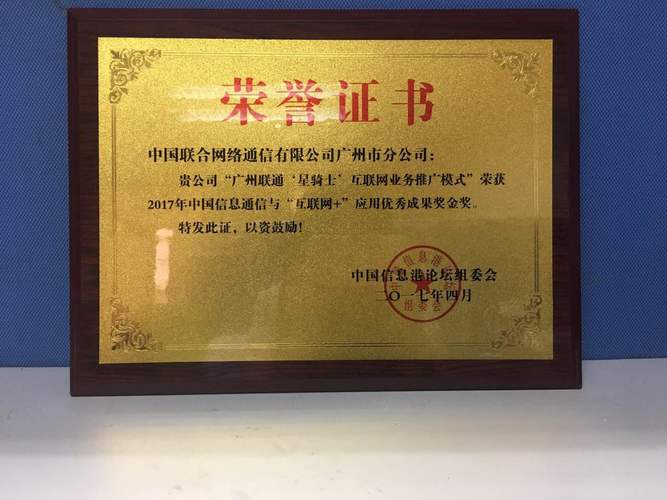 荣誉证书
中国联合网络通信有限公司广州市分公司：
贵公司“广州联通‘星骑士’互联网业务推广模式”荣获
2017年中国信息通信与“互联网+”应用优秀成果奖金奖。
特发此证，以资鼓励！
中国信息港论坛组委会
二〇一七年四月
组委会